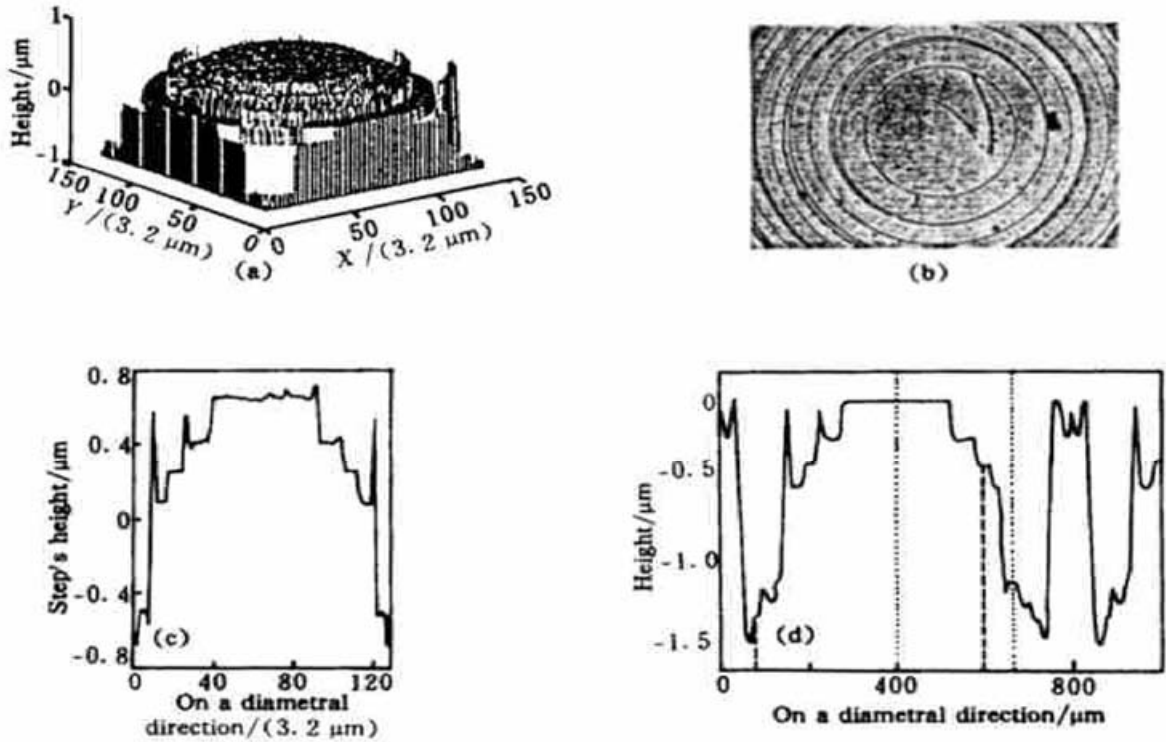 1
0
-1
Height/μm
150
100
50
0
Y /(3. 2 μm)
0
50
100
150
X /(3. 2 μm)
(a)
(b)
0. 8
0. 4
0
-0. 4
-0. 8
Step's height/μm
(c)
0 40 80 120
On a diametral
direction/(3. 2 μm)
0
-0. 5
-1. 0
-1. 5
Height/μm
(d)
0 400 800
On a diametral direction/μm